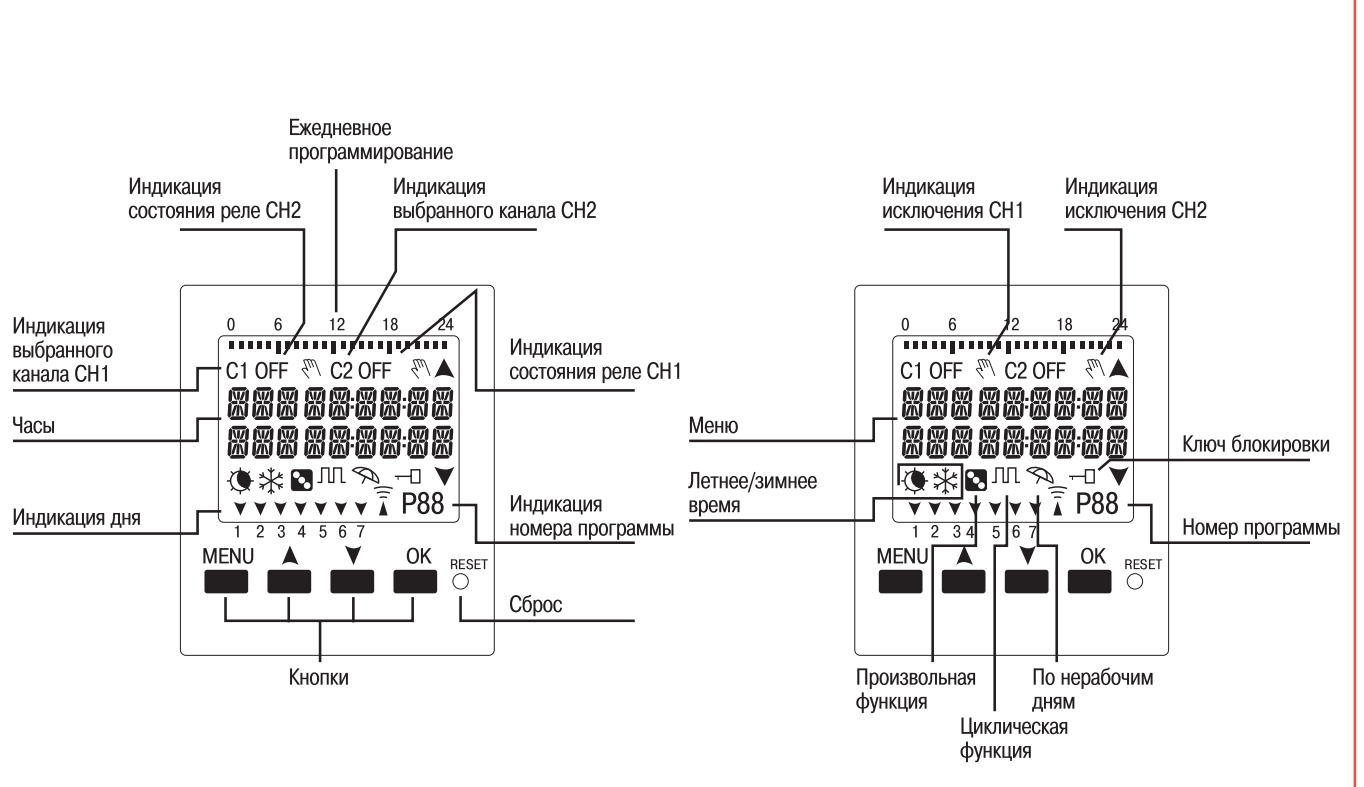 Ежедневное
программирование
Индикация
состояния реле CH2
Индикация
выбранного канала CH2
Индикация
выбранного
канала CH1
Часы
Индикация дня
0 6 12 18 24
C1 OFF C2 OFF
P88
1 2 3 4 5 6 7
MENU OK
RESET
Индикация
состояния реле CH1
Индикация
номера программы
Сброс
Кнопки
Индикация
исключения CH1
Индикация
исключения CH2
Меню
Летнее/зимнее
время
0 6 12 18 24
C1 OFF C2 OFF
P88
1 2 3 4 5 6 7
MENU OK
RESET
Ключ блокировки
Номер программы
Произвольная
функция
Циклическая
функция
По нерабочим
дням